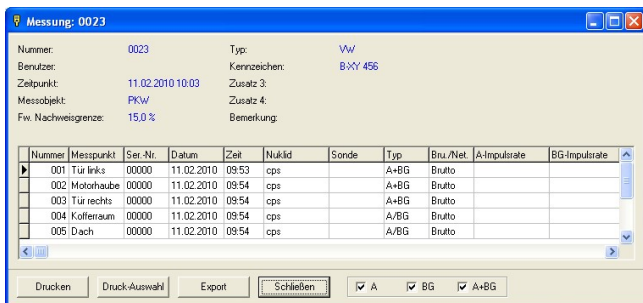 Messung: 0023
Nummer: 0023 Typ: VW
Benutzer: Kennzeichen: B-XY 456
Zeitpunkt: 11.02.2010 10:03 Zusatz 3:
Messobjekt: PKW Zusatz 4:
Fw. Nachweisgrenze: 15,0 % Bemerkung:
Nummer Messpunkt Ser.-Nr. Datum Zeit Nuklid Sonde Typ Bru./Net. A-Impulsrate BG-Impulsrate
001 Tür links 00000 11.02.2010 09:53 cps A+BG Brutto
002 Motorhaube 00000 11.02.2010 09:54 cps A+BG Brutto
003 Tür rechts 00000 11.02.2010 09:54 cps A+BG Brutto
004 Kofferraum 00000 11.02.2010 09:54 cps A/BG Brutto
005 Dach 00000 11.02.2010 09:54 cps A/BG Brutto
Drucken Druck-Auswahl Export Schließen A BG A+BG